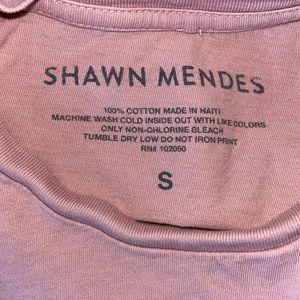 SHAWN MENDES
100% COTTON MADE IN HAITI
MACHINE WASH COLD INSIDE OUT WITH LIKE COLORS
ONLY NON-CHLORINE BLEACH
TUMBLE DRY LOW DO NOT IRON PRINT
RN# 102050
S